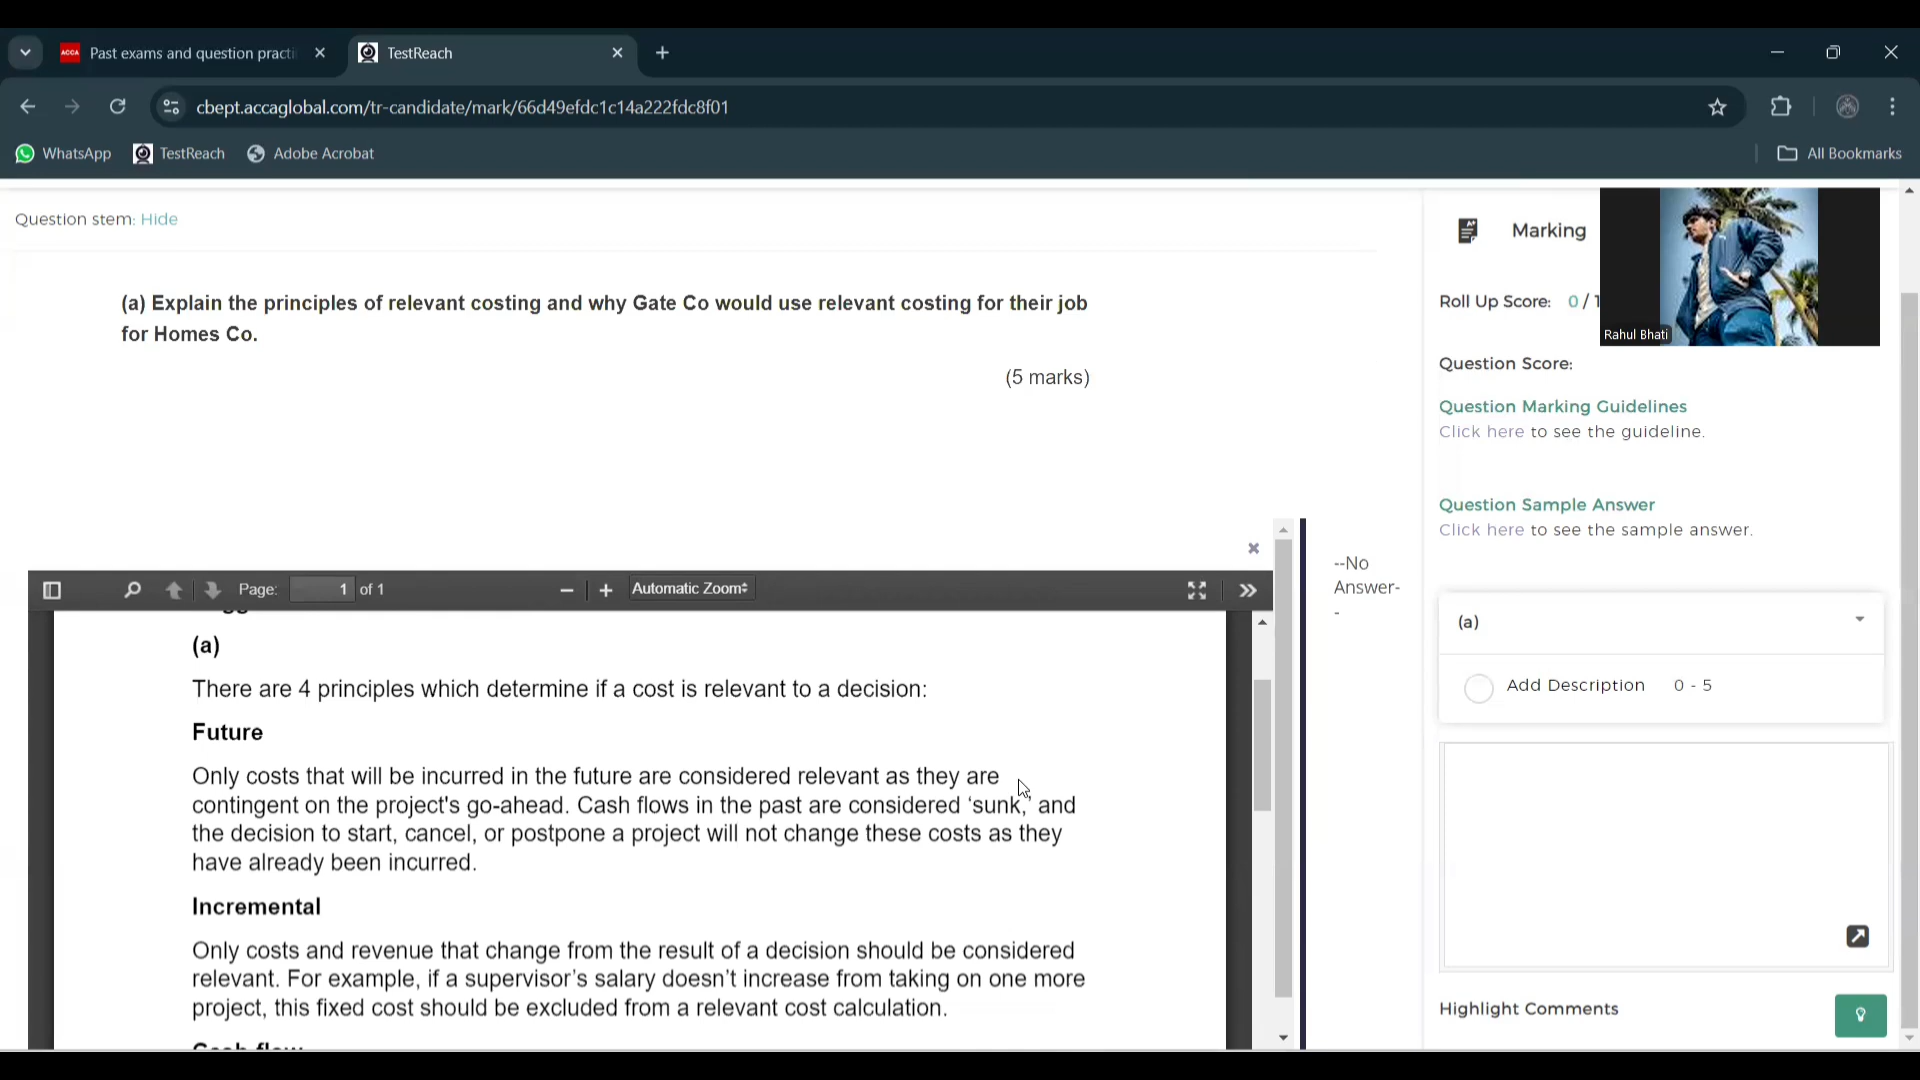 Past exams and question practi
TestReach
cbept.accaglobal.com/tr-candidate/mark/66d49efdc1c14a222fdc8f01
WhatsApp
TestReach
Adobe Acrobat
All Bookmarks
Question stem: Hide
(a) Explain the principles of relevant costing and why Gate Co would use relevant costing for their job
for Homes Co.
(5 marks)
Page: 1 of 1
Automatic Zoom
(a)
There are 4 principles which determine if a cost is relevant to a decision:
Future
Only costs that will be incurred in the future are considered relevant as they are
contingent on the project's go-ahead. Cash flows in the past are considered ‘sunk,’ and
the decision to start, cancel, or postpone a project will not change these costs as they
have already been incurred.
Incremental
Only costs and revenue that change from the result of a decision should be considered
relevant. For example, if a supervisor’s salary doesn’t increase from taking on one more
project, this fixed cost should be excluded from a relevant cost calculation.
Cash flow
--No
Answer-
-
Marking
Rahul Bhati
Roll Up Score: 0 / 1
Question Score:
Question Marking Guidelines
Click here to see the guideline.
Question Sample Answer
Click here to see the sample answer.
(a)
Add Description 0 - 5
Highlight Comments